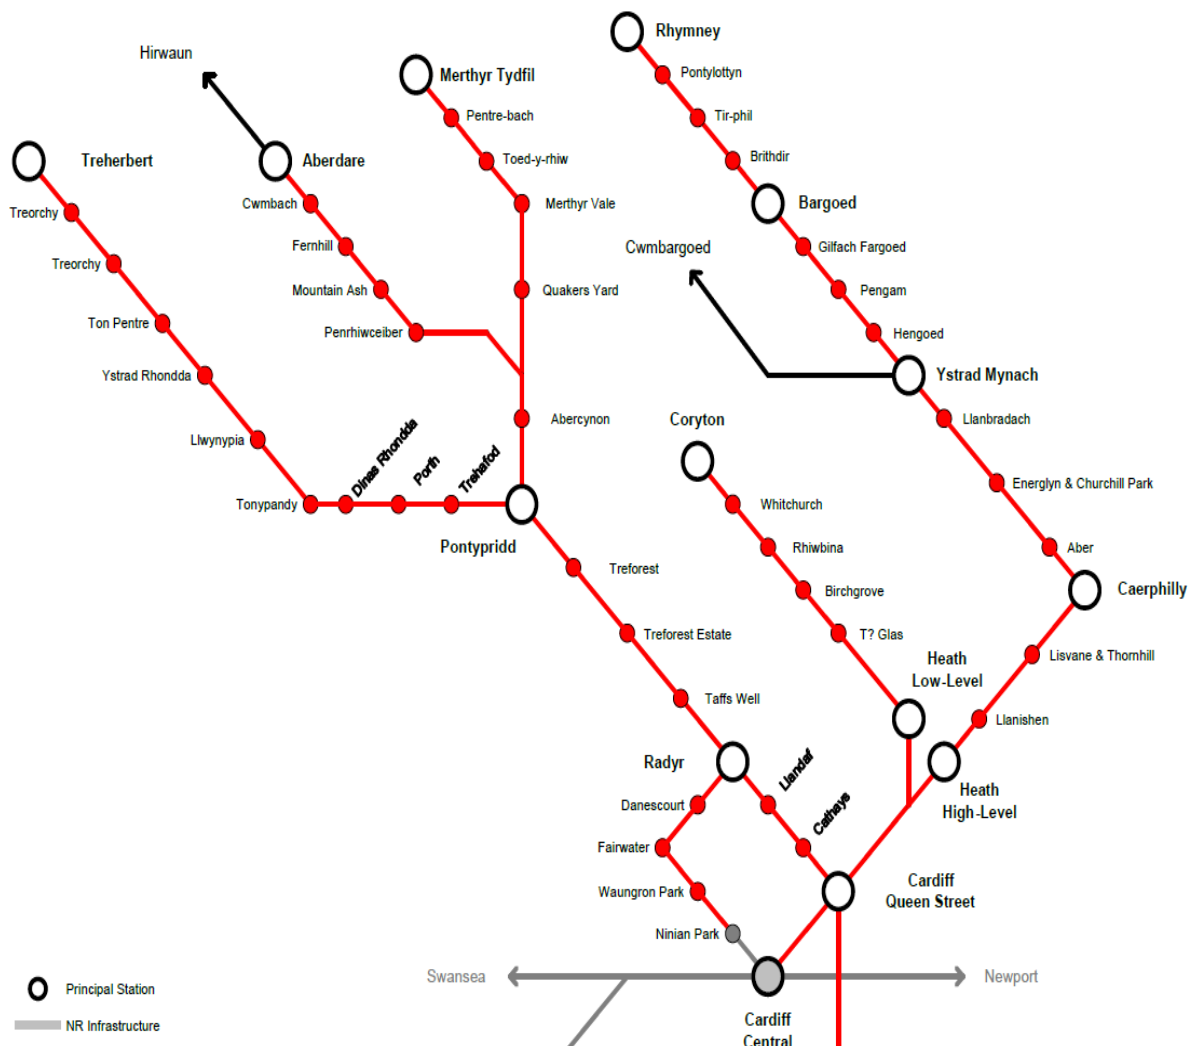 Rhymney
Hirwaun
Pontylottyn
Merthyr Tydfil
Pentre-bach
Tir-phil
Treherbert
Aberdare
Toed-y-rhiw
Brithdir
Treorchy
Cwmbach
Merthyr Vale
Bargoed
Fernhill
Cwmbargoed
Gilfach Fargoed
Treorchy
Mountain Ash
Quakers Yard
Pengam
Ton Pentre
Penrhiwceiber
Hengoed
Ystrad Rhondda
Ystrad Mynach
Llwynypia
Abercynon
Coryton
Llanbradach
Dinas Rhondda
Porth
Trehafod
Tonypandy
Energlyn & Churchill Park
Whitchurch
Pontypridd
Rhiwbina
Aber
Treforest
Birchgrove
Caerphilly
Treforest Estate
T? Glas
Heath
Low-Level
Lisvane & Thornhill
Taffs Well
Llanishen
Radyr
Llandaf
Heath
High-Level
Danescourt
Cathays
Fairwater
Waungron Park
Cardiff
Queen Street
Ninian Park
Swansea
Newport
Principal Station
NR Infrastructure
Cardiff
Central